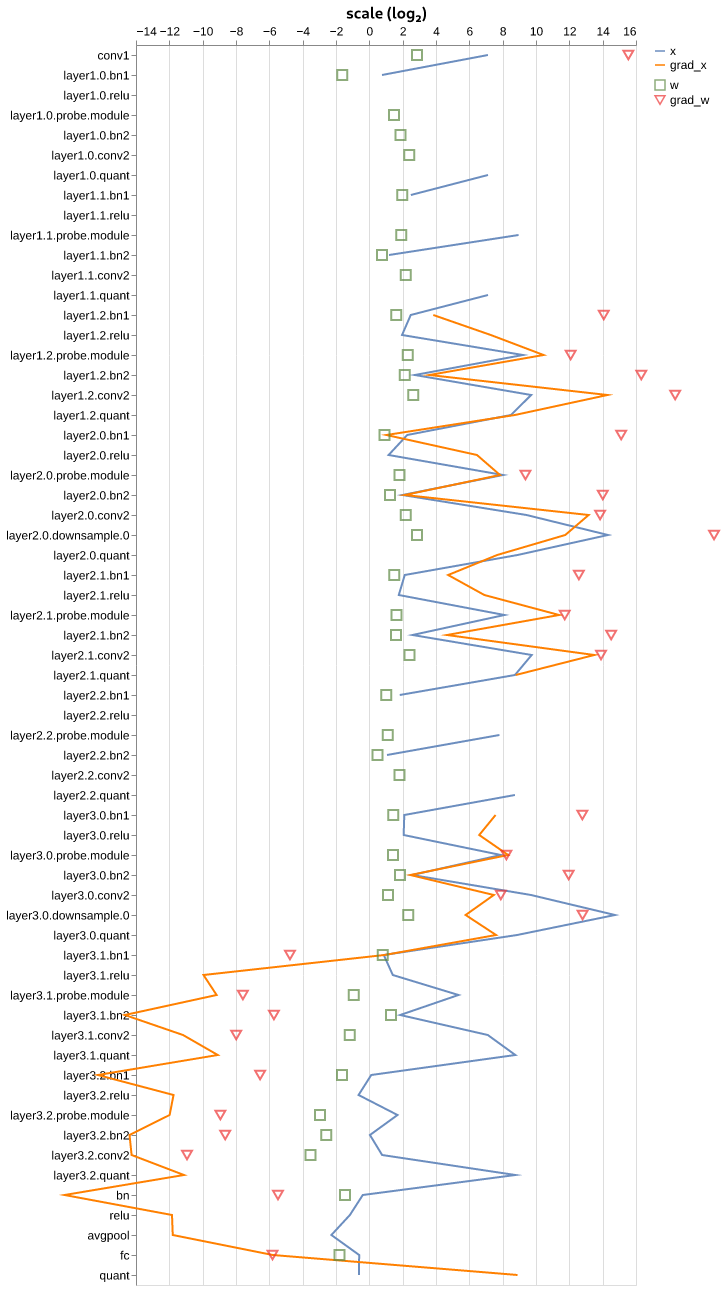 scale (log₂)
−14 −12 −10 −8 −6 −4 −2 0 2 4 6 8 10 12 14 16
x
grad_x
w
grad_w
conv1
layer1.0.bn1
layer1.0.relu
layer1.0.probe.module
layer1.0.bn2
layer1.0.conv2
layer1.0.quant
layer1.1.bn1
layer1.1.relu
layer1.1.probe.module
layer1.1.bn2
layer1.1.conv2
layer1.1.quant
layer1.2.bn1
layer1.2.relu
layer1.2.probe.module
layer1.2.bn2
layer1.2.conv2
layer1.2.quant
layer2.0.bn1
layer2.0.relu
layer2.0.probe.module
layer2.0.bn2
layer2.0.conv2
layer2.0.downsample.0
layer2.0.quant
layer2.1.bn1
layer2.1.relu
layer2.1.probe.module
layer2.1.bn2
layer2.1.conv2
layer2.1.quant
layer2.2.bn1
layer2.2.relu
layer2.2.probe.module
layer2.2.bn2
layer2.2.conv2
layer2.2.quant
layer3.0.bn1
layer3.0.relu
layer3.0.probe.module
layer3.0.bn2
layer3.0.conv2
layer3.0.downsample.0
layer3.0.quant
layer3.1.bn1
layer3.1.relu
layer3.1.probe.module
layer3.1.bn2
layer3.1.conv2
layer3.1.quant
layer3.2.bn1
layer3.2.relu
layer3.2.probe.module
layer3.2.bn2
layer3.2.conv2
layer3.2.quant
bn
relu
avgpool
fc
quant